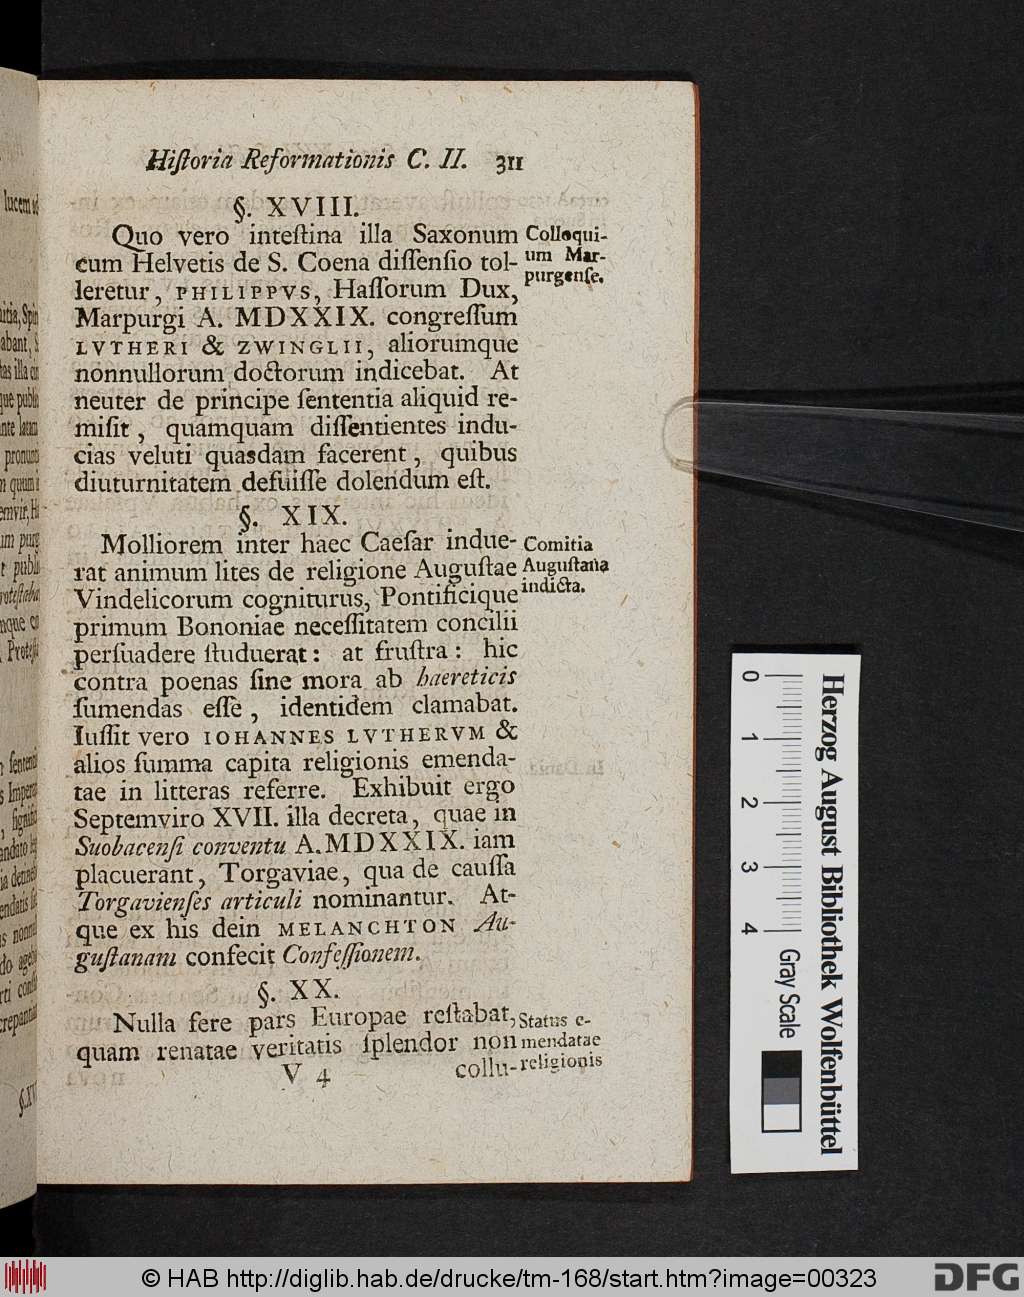 Hiſtoria Reformationis C. II. 311
§. XVIII.
Quo vero inteſtina illa Saxonum
cum Helvetis de S. Coena diſſenſio tol-
leretur, PHILIPPVS, Haſſorum Dux,
Marpurgi A. MDXXIX. congreſſum
LVTHERI & ZWINGLII, aliorumque
nonnullorum doctorum indicebat. At
neuter de principe ſententia aliquid re-
miſit, quamquam diſſentientes indu-
cias veluti quasdam facerent, quibus
diuturnitatem defuiſſe dolendum eſt.
Colloqui-
um Mar-
purgenſe.
§. XIX.
Molliorem inter haec Caeſar indue-
rat animum lites de religione Auguſtae
Vindelicorum cogniturus, Pontificique
primum Bononiae neceſſitatem concilii
perſuadere ſtuduerat: at fruſtra: hic
contra poenas ſine mora ab haereticis
ſumendas eſſe, identidem clamabat.
Iuſſit vero IOHANNES LVTHERVM &
alios ſumma capita religionis emenda-
tae in litteras referre. Exhibuit ergo
Septemviro XVII. illa decreta, quae in
Suobacenſi conventu A. MDXXIX. iam
placuerant, Torgaviae, qua de cauſſa
Torgavienſes articuli nominantur. At-
que ex his dein MELANCHTON Au-
guſtanam confecit Confeſſionem.
Comitia
Auguſtana
indicta.
§. XX.
Nulla fere pars Europae reſtabat,
quam renatae veritatis ſplendor non
Status e-
mendatae
religionis
V 4 collu-
lucem
pronun
§. XV
0 1 2 3 4
Gray Scale
Herzog August Bibliothek Wolfenbüttel
© HAB http://diglib.hab.de/drucke/tm-168/start.htm?image=00323
DFG